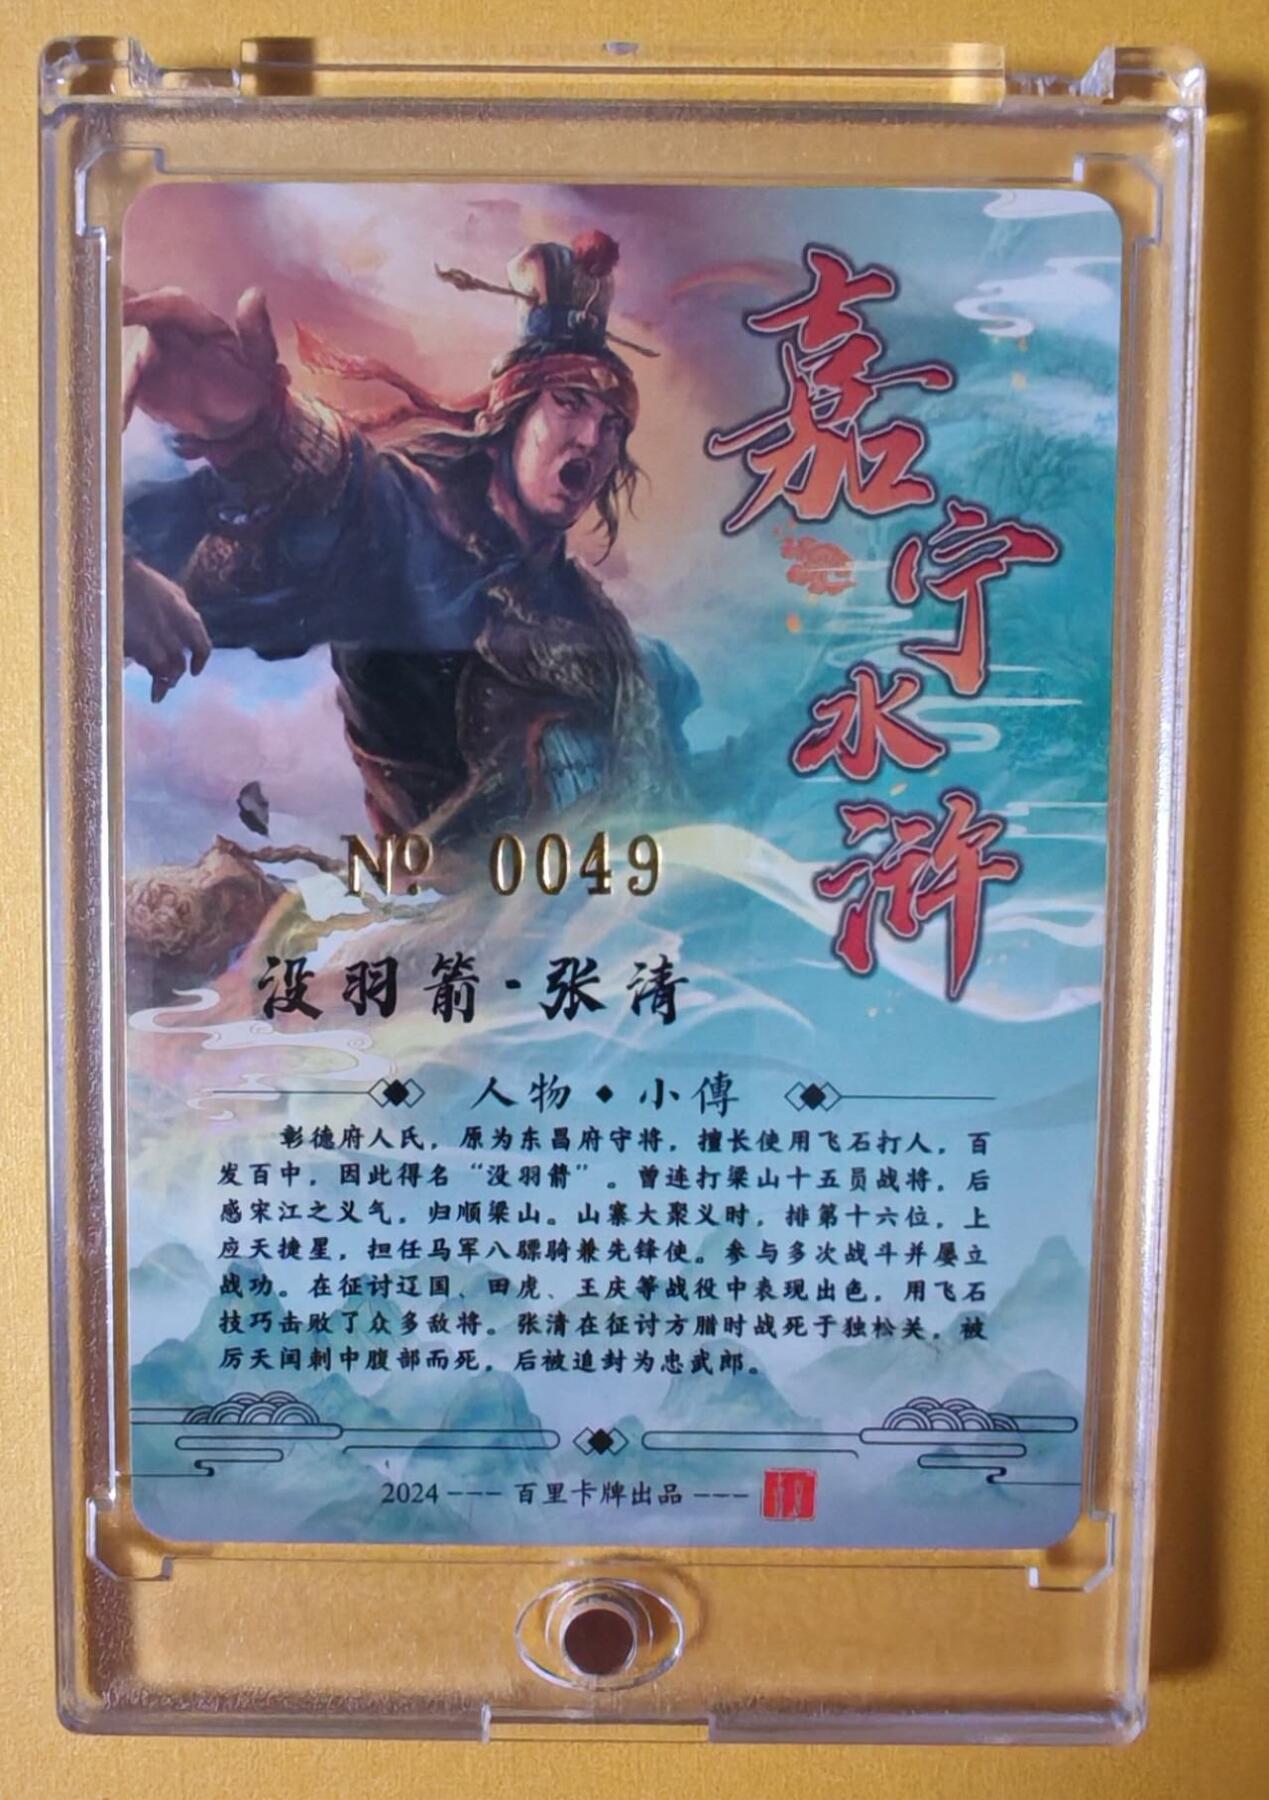 嘉宁水浒
№ 0049
没羽箭·张清
人物◆小傳
彰德府人氏，原为东昌府守将，擅长使用飞石打人，百
发百中，因此得名“没羽箭”。曾连打梁山十五员战将，后
感宋江之义气，归顺梁山。山寨大聚义时，排第十六位，上
应天捷星，担任马军八骠骑兼先锋使。参与多次战斗并屡立
战功。在征讨辽国、田虎、王庆等战役中表现出色，用飞石
技巧击败了众多敌将。张清在征讨方腊时战死于独松关，被
厉天闰刺中腹部而死，后被追封为忠武郎。
2024 --- 百里卡牌出品 ---